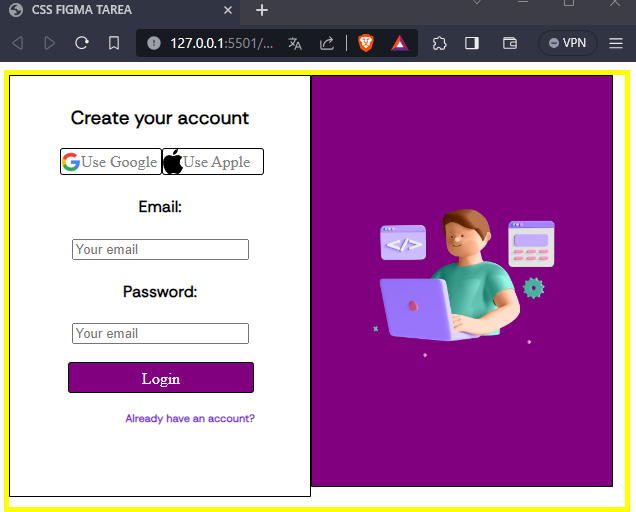 CSS FIGMA TAREA
127.0.0.1:5501/...
VPN
Create your account
Use Google Use Apple
Email:
Your email
</>
Password:
Your email
Login
Already have an account?